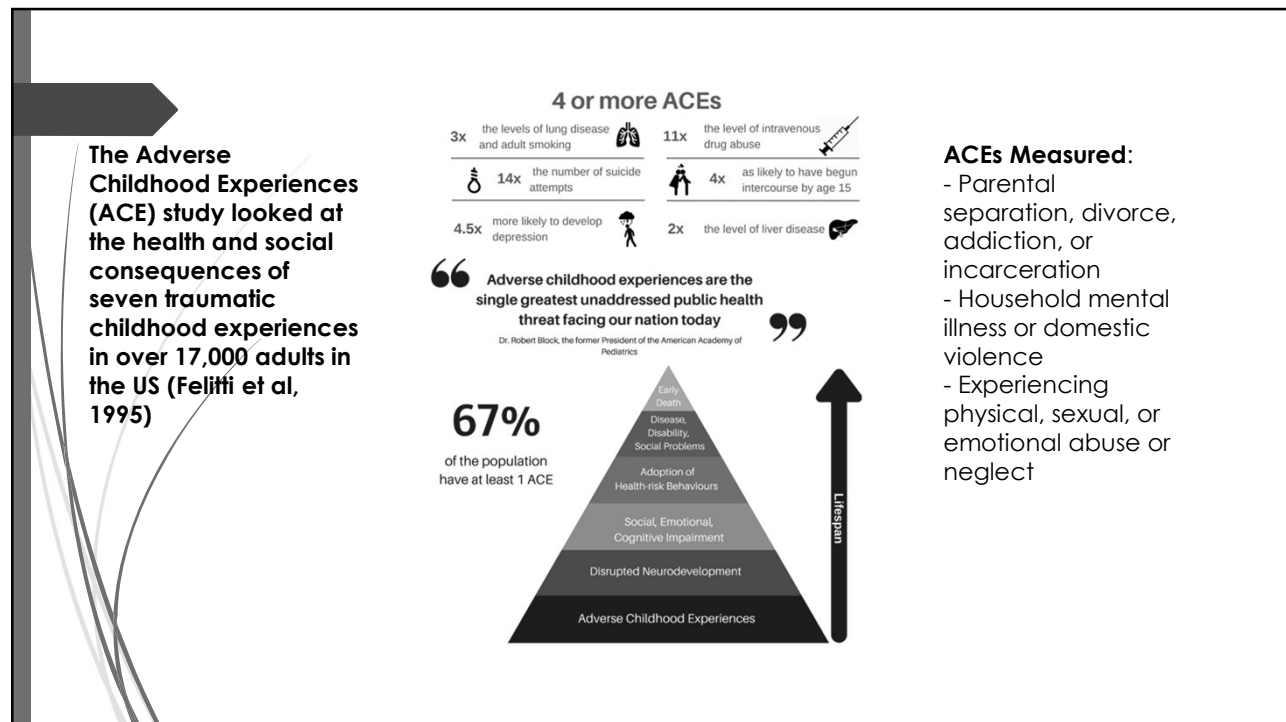 The Adverse
Childhood Experiences
(ACE) study looked at
the health and social
consequences of
seven traumatic
childhood experiences
in over 17,000 adults in
the US (Felitti et al,
1995)
4 or more ACEs
3x the levels of lung disease
and adult smoking
11x the level of intravenous
drug abuse
14x the number of suicide
attempts
4x as likely to have begun
intercourse by age 15
4.5x more likely to develop
depression
2x the level of liver disease
“ Adverse childhood experiences are the
single greatest unaddressed public health
threat facing our nation today ”
Dr. Robert Block, the former President of the American Academy of
Pediatrics
67%
of the population
have at least 1 ACE
Early
Death
Disease,
Disability,
Social Problems
Adoption of
Health-risk Behaviours
Social, Emotional,
Cognitive Impairment
Disrupted Neurodevelopment
Adverse Childhood Experiences
Lifespan
ACEs Measured:
- Parental
separation, divorce,
addiction, or
incarceration
- Household mental
illness or domestic
violence
- Experiencing
physical, sexual, or
emotional abuse or
neglect